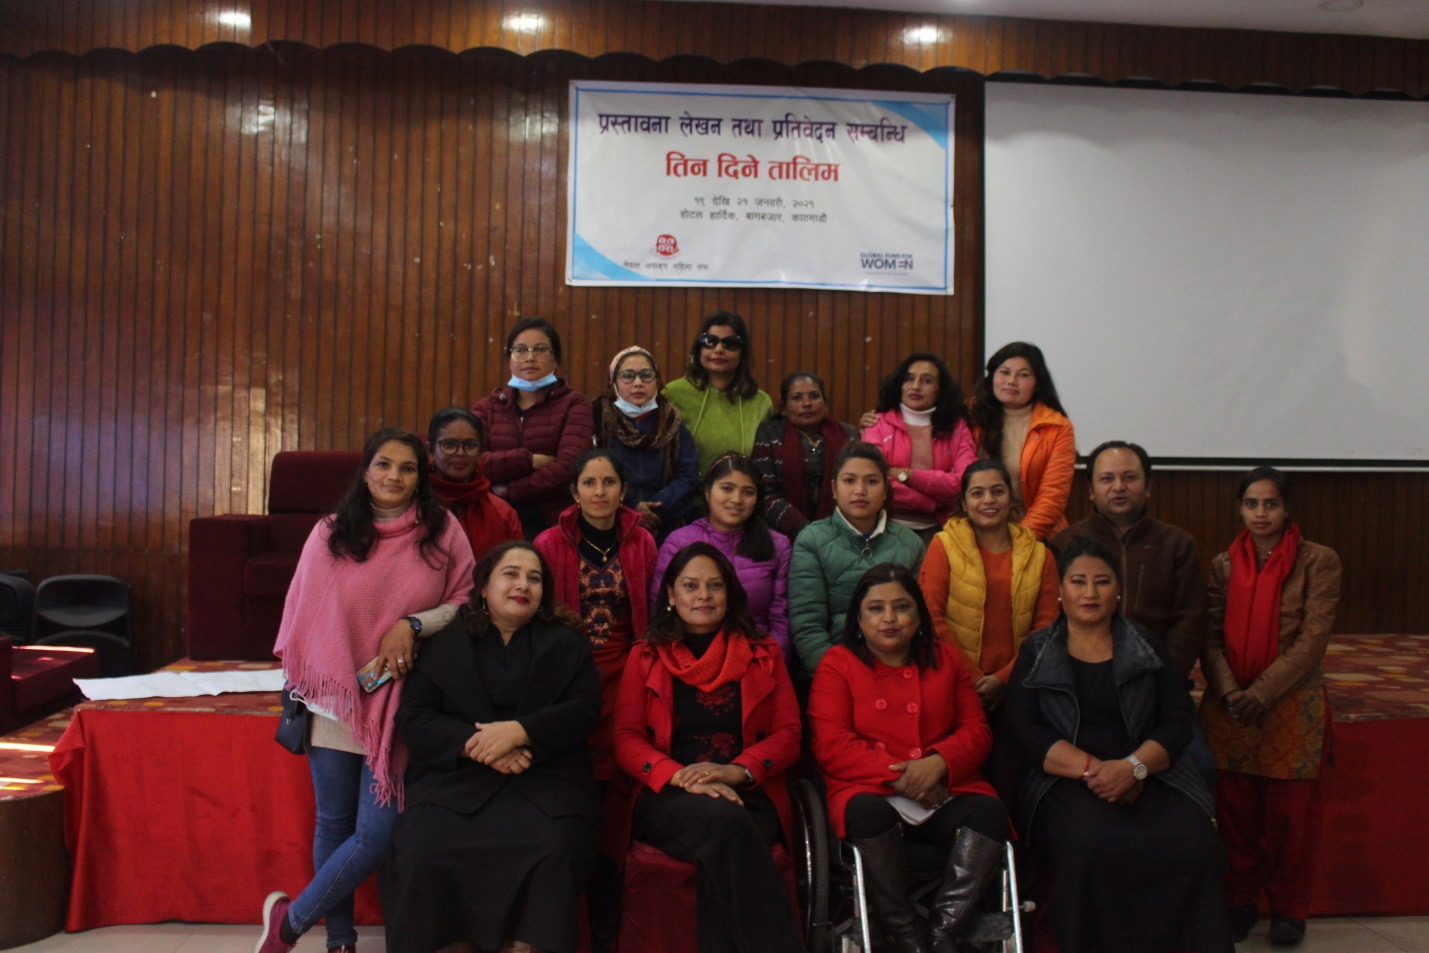 प्रस्तावना लेखन तथा प्रतिवेदन सम्बन्धि
तिन दिने तालिम
१९ देखि २१ जनवरी, २०२१
होटल हार्दिक, बागबजार, काठमाडौं
नेपाल अपाङ्ग महिला संघ
GLOBAL FUND FOR
WOMEN